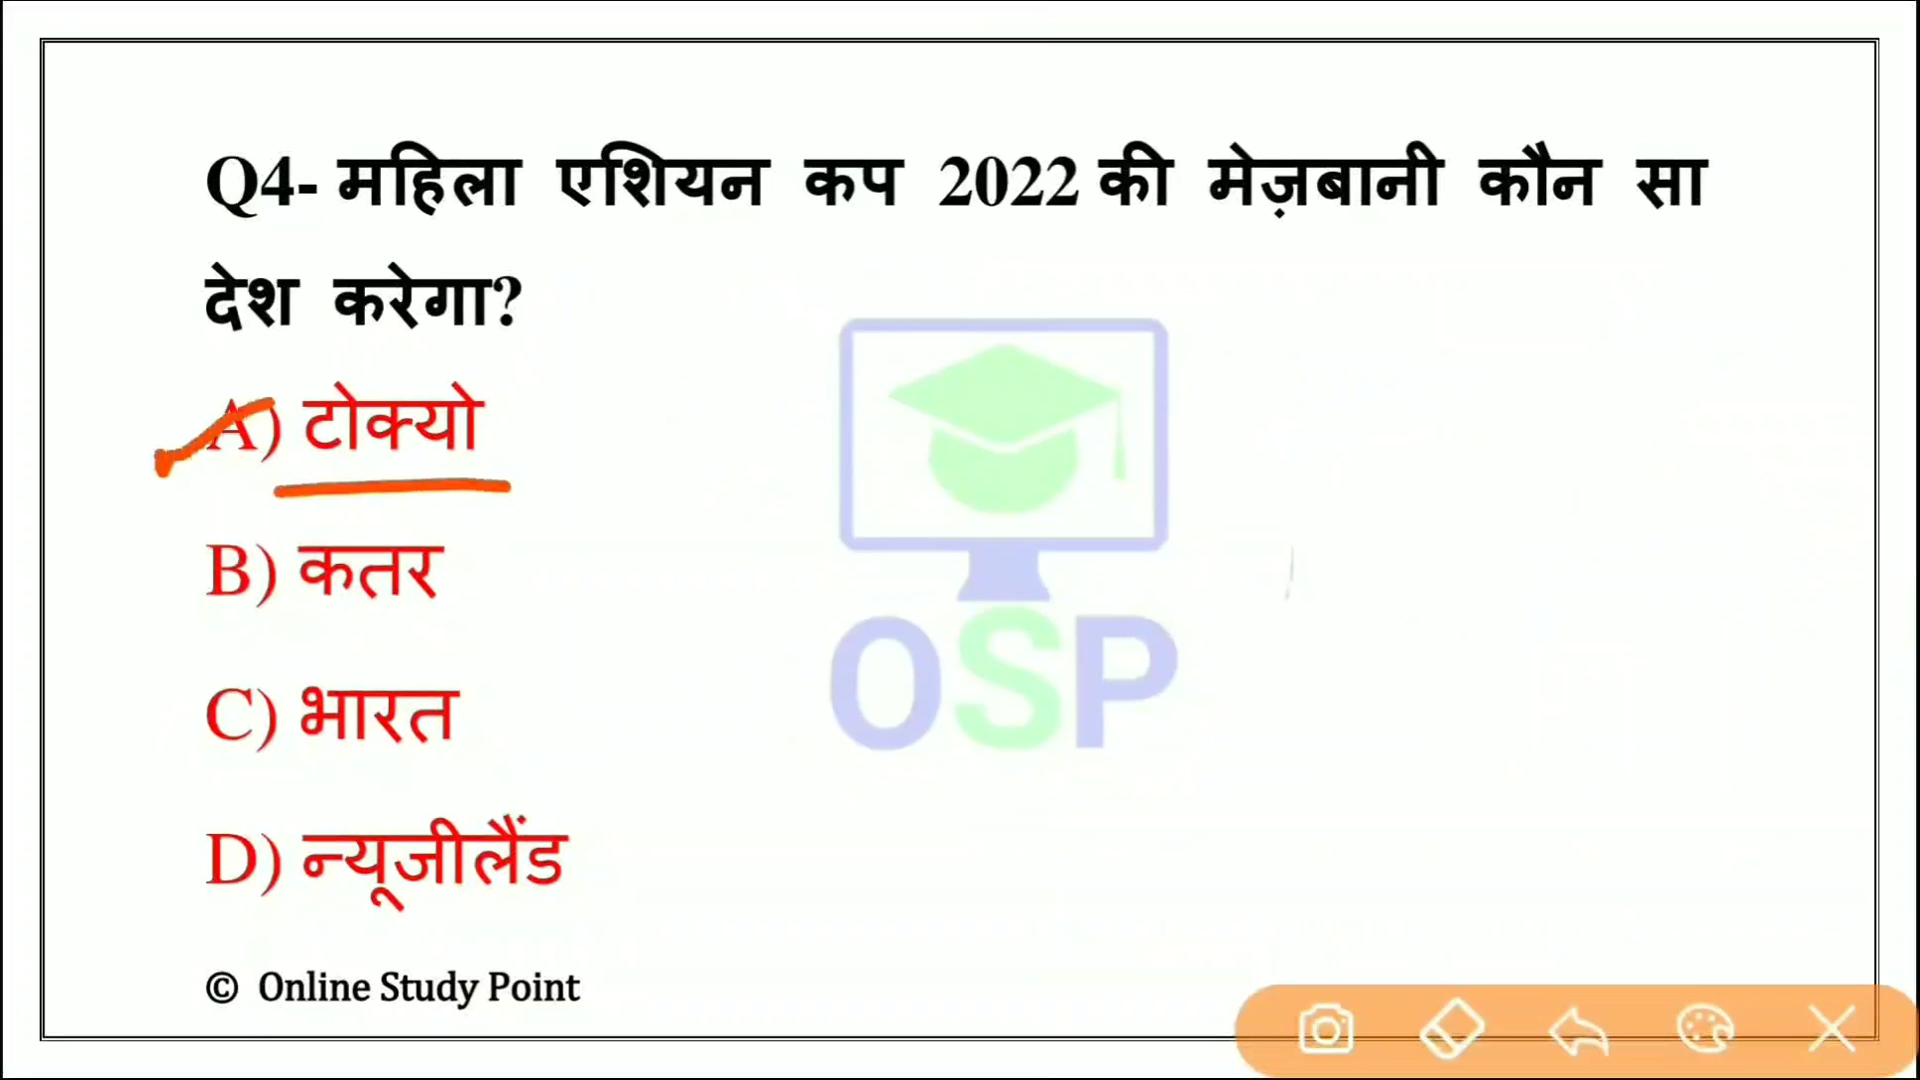 Q4- महिला एशियन कप 2022 की मेज़बानी कौन सा
देश करेगा?
A) टोक्यो
B) कतर
C) भारत
D) न्यूजीलैंड
OSP
© Online Study Point